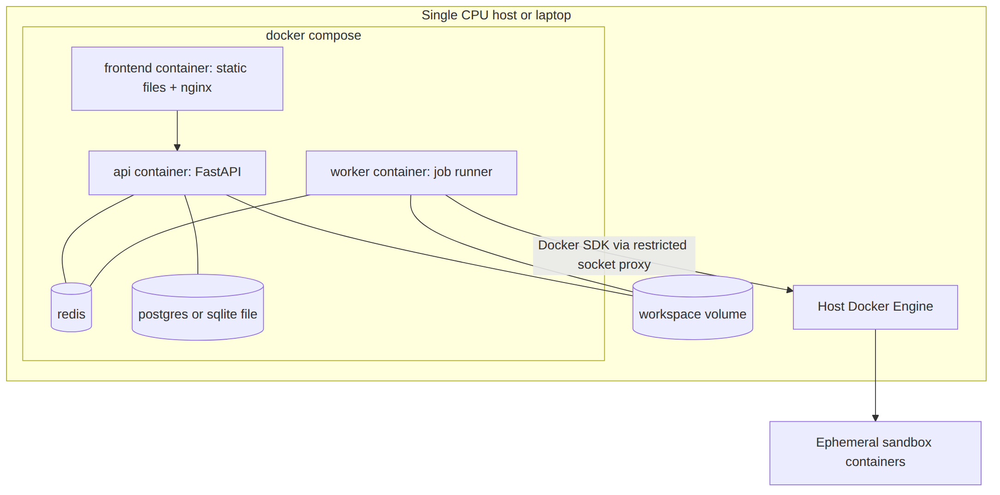 Single CPU host or laptop
docker compose
frontend container: static
files + nginx
api container: FastAPI
worker container: job runner
Docker SDK via restricted
socket proxy
redis
postgres or sqlite file
workspace volume
Host Docker Engine
Ephemeral sandbox
containers